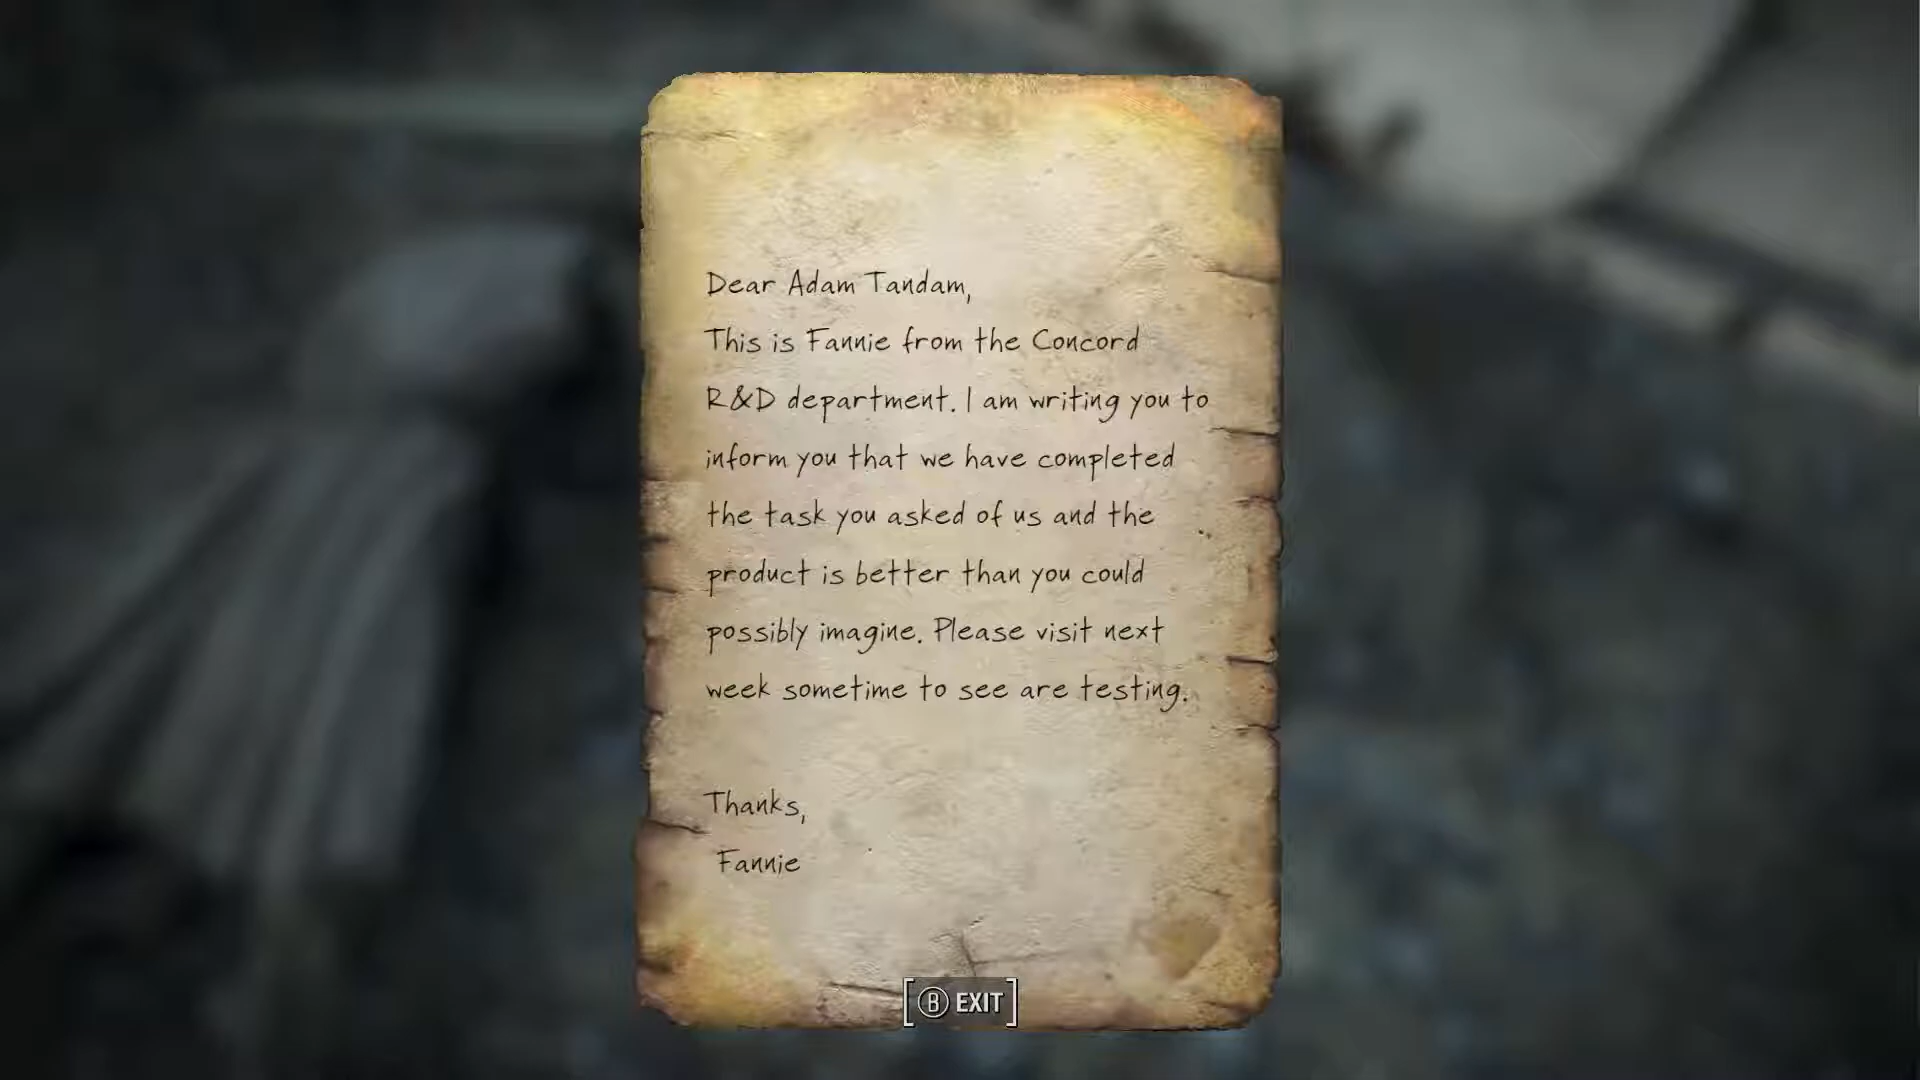 Dear Adam Tandam,
This is Fannie from the Concord
R&D department. I am writing you to
inform you that we have completed
the task you asked of us and the
product is better than you could
possibly imagine. Please visit next
week sometime to see are testing.
Thanks,
Fannie
[Ⓑ EXIT]